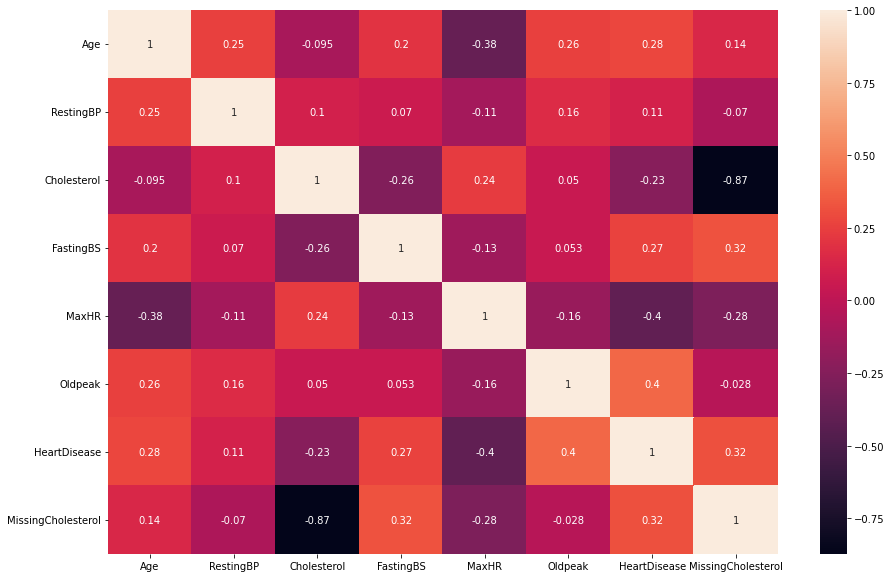 Age 1 0.25 -0.095 0.2 -0.38 0.26 0.28 0.14
RestingBP 0.25 1 0.1 0.07 -0.11 0.16 0.11 -0.07
Cholesterol -0.095 0.1 1 -0.26 0.24 0.05 -0.23 -0.87
FastingBS 0.2 0.07 -0.26 1 -0.13 0.053 0.27 0.32
MaxHR -0.38 -0.11 0.24 -0.13 1 -0.16 -0.4 -0.28
Oldpeak 0.26 0.16 0.05 0.053 -0.16 1 0.4 -0.028
HeartDisease 0.28 0.11 -0.23 0.27 -0.4 0.4 1 0.32
MissingCholesterol 0.14 -0.07 -0.87 0.32 -0.28 -0.028 0.32 1
Age RestingBP Cholesterol FastingBS MaxHR Oldpeak HeartDisease MissingCholesterol
1.00
0.75
0.50
0.25
0.00
−0.25
−0.50
−0.75